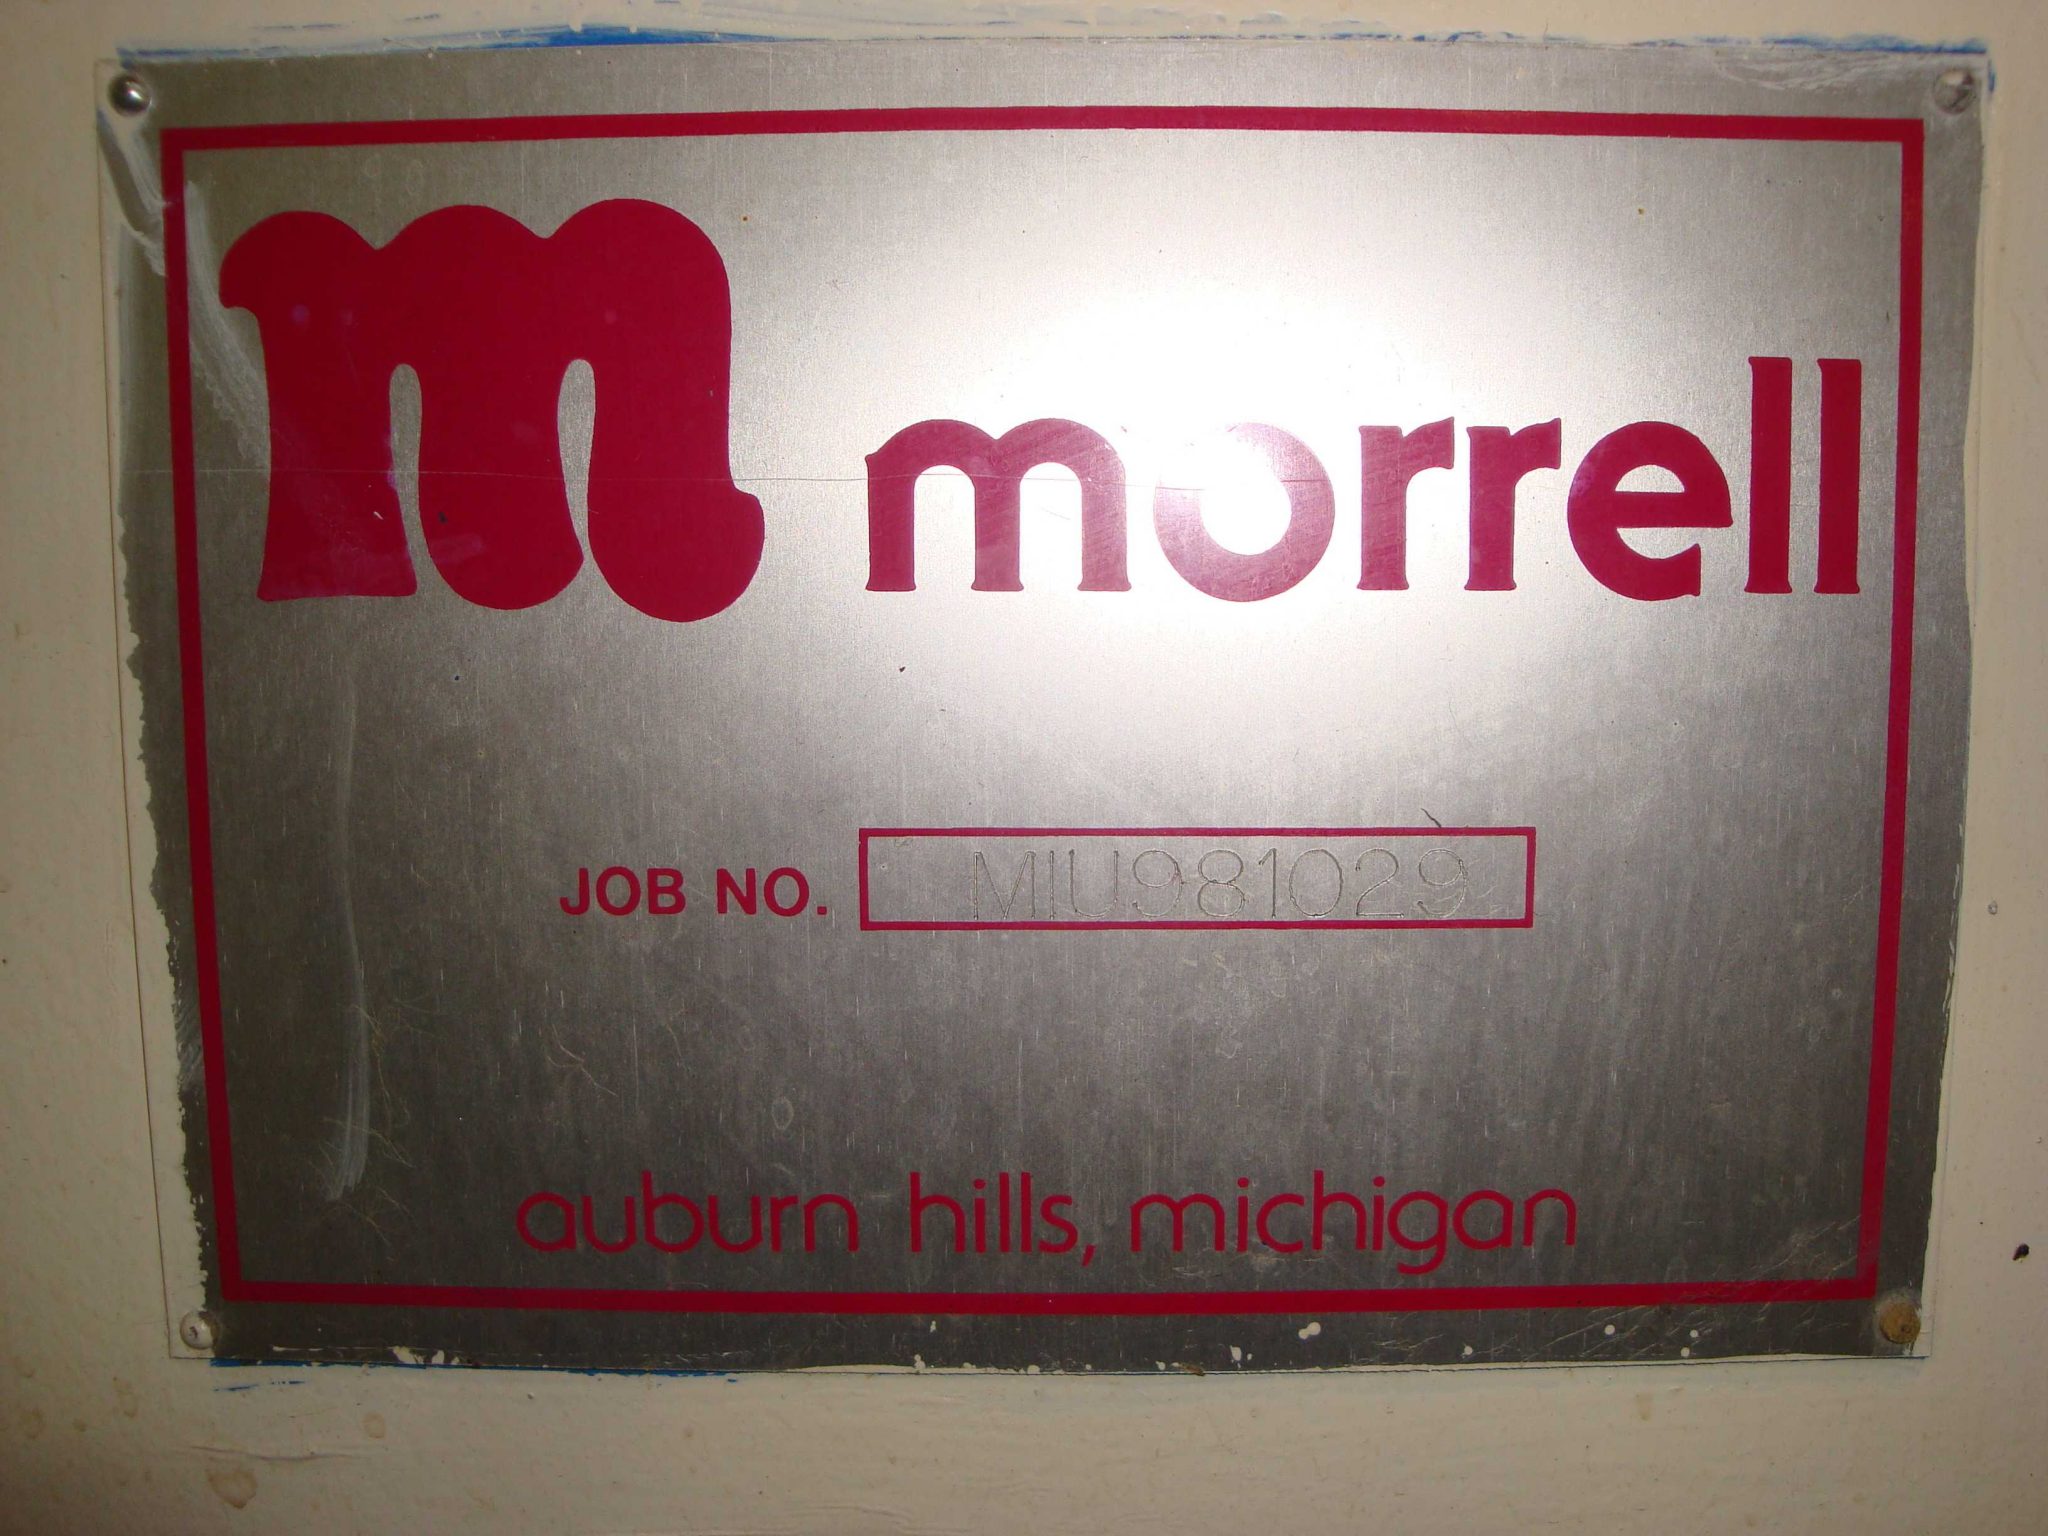 m morrell
JOB NO. MIU981029
auburn hills, michigan